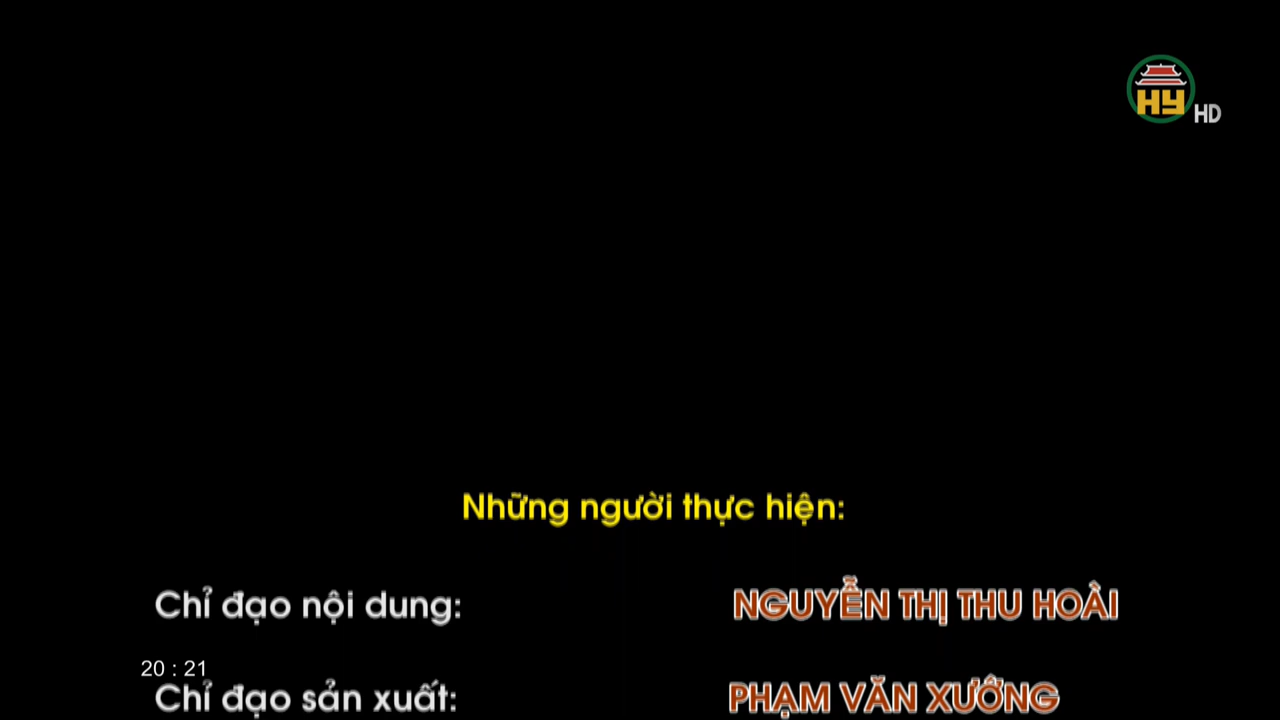 HY HD
Những người thực hiện:
Chỉ đạo nội dung: NGUYỄN THỊ THU HOÀI
20 : 21
Chỉ đạo sản xuất: PHẠM VĂN XƯỞNG